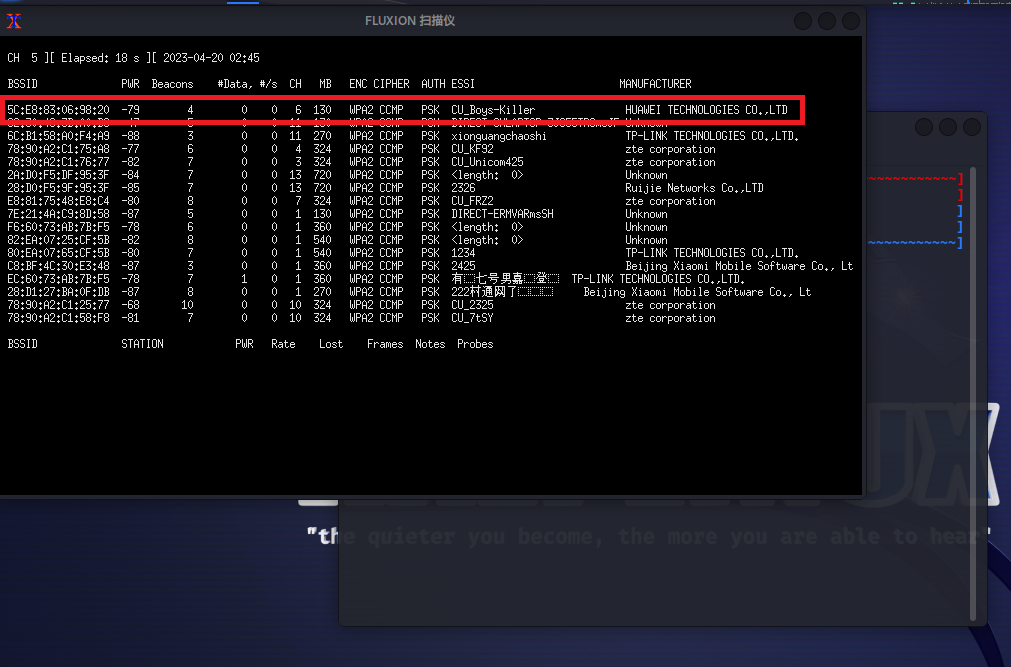 FLUXION 扫描仪
CH 5 ][ Elapsed: 18 s ][ 2023-04-20 02:45
BSSID PWR Beacons #Data, #/s CH MB ENC CIPHER AUTH ESSI MANUFACTURER
5C:E8:83:06:98:20 -79 4 0 0 6 130 WPA2 CCMP PSK CU_Boys-Killer HUAWEI TECHNOLOGIES CO.,LTD
6C:B1:58:A0:F4:A9 -88 3 0 0 11 270 WPA2 CCMP PSK xionguangchaoshi TP-LINK TECHNOLOGIES CO.,LTD.
78:90:A2:C1:75:A8 -77 6 0 0 4 324 WPA2 CCMP PSK CU_KF92 zte corporation
78:90:A2:C1:76:77 -82 7 0 0 3 324 WPA2 CCMP PSK CU_Unicom425 zte corporation
2A:D0:F5:DF:95:3F -84 7 0 0 13 720 WPA2 CCMP PSK <length: 0> Unknown
28:D0:F5:9F:95:3F -85 7 0 0 13 720 WPA2 CCMP PSK 2326 Ruijie Networks Co.,LTD
E8:81:75:48:E8:C4 -80 8 0 0 7 324 WPA2 CCMP PSK CU_FRZ2 zte corporation
7E:21:4A:C9:8D:58 -87 5 0 0 1 130 WPA2 CCMP PSK DIRECT-ERMVARmsSH Unknown
F6:60:73:AB:7B:F5 -78 6 0 0 1 360 WPA2 CCMP PSK <length: 0> Unknown
82:EA:07:25:CF:5B -82 8 0 0 1 540 WPA2 CCMP PSK <length: 0> Unknown
80:EA:07:65:CF:5B -80 7 0 0 1 540 WPA2 CCMP PSK 1234 TP-LINK TECHNOLOGIES CO.,LTD.
C8:BF:4C:30:E3:48 -87 3 0 0 1 360 WPA2 CCMP PSK 2425 Beijing Xiaomi Mobile Software Co., Lt
EC:60:73:AB:7B:F5 -78 7 1 0 1 360 WPA2 CCMP PSK 有 七号男嘉 登 TP-LINK TECHNOLOGIES CO.,LTD.
28:D1:27:BA:0F:DB -87 8 0 0 1 270 WPA2 CCMP PSK 222村通网了 Beijing Xiaomi Mobile Software Co., Lt
78:90:A2:C1:25:77 -68 10 0 0 10 324 WPA2 CCMP PSK CU_2325 zte corporation
78:90:A2:C1:58:F8 -81 7 0 0 10 324 WPA2 CCMP PSK CU_7tSY zte corporation
BSSID STATION PWR Rate Lost Frames Notes Probes
"the quieter you become, the more you are able to hear"